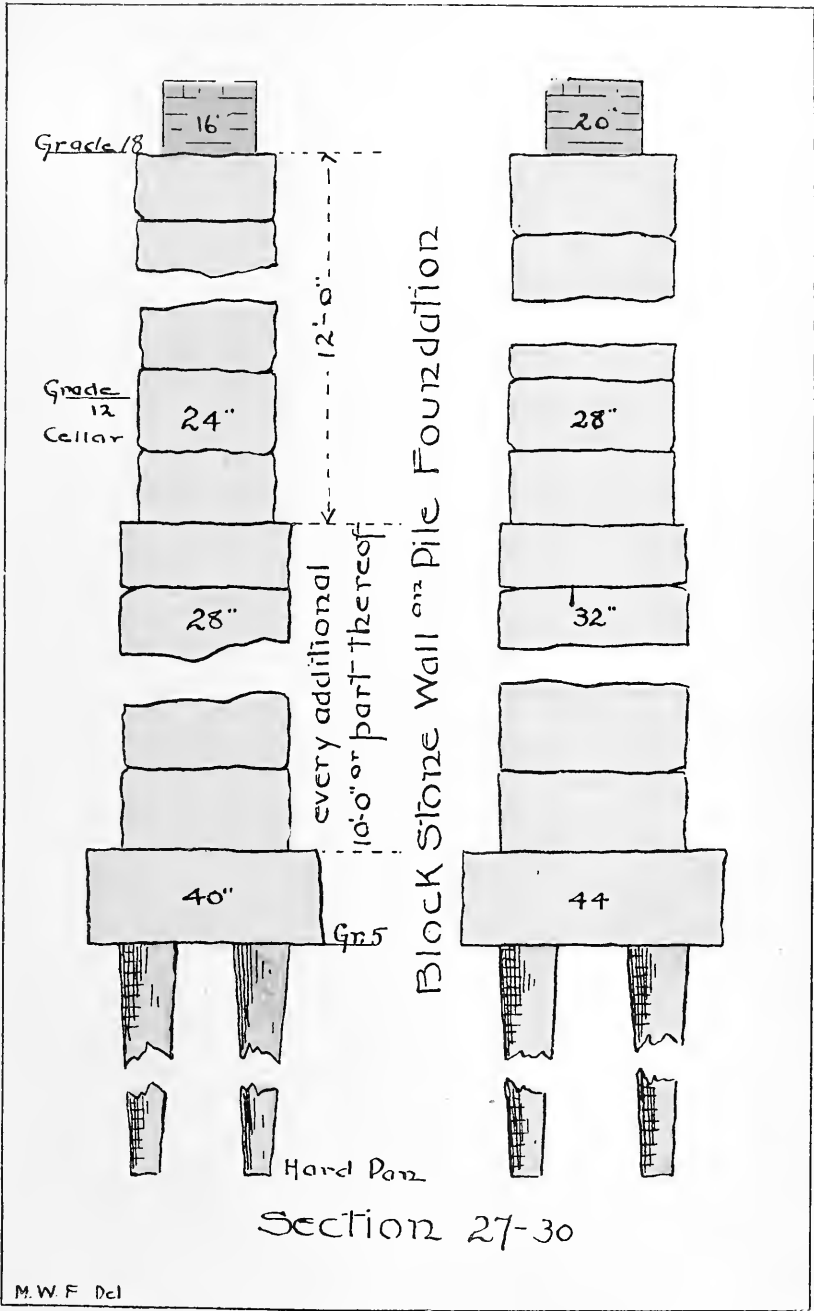 16"
20"
Grade 18
12'-0"
Grade
12
Cellar
24"
28"
every additional
10'-0" or part thereof
28"
32"
Block Stone Wall on Pile Foundation
40"
44
Gr. 5
Hard Pan
Section 27-30
M. W. F. Del